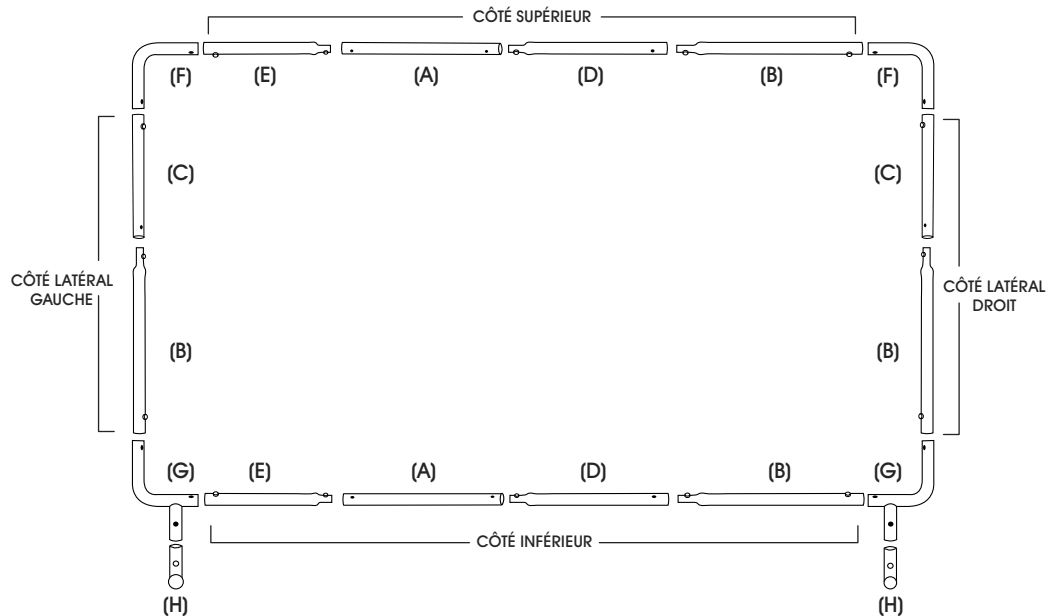 CÔTÉ SUPÉRIEUR
(F) (E) (A) (D) (B) (F)
(C) (C)
CÔTÉ LATÉRAL
GAUCHE
CÔTÉ LATÉRAL
DROIT
(B) (B)
(G) (E) (A) (D) (B) (G)
CÔTÉ INFÉRIEUR
(H) (H)